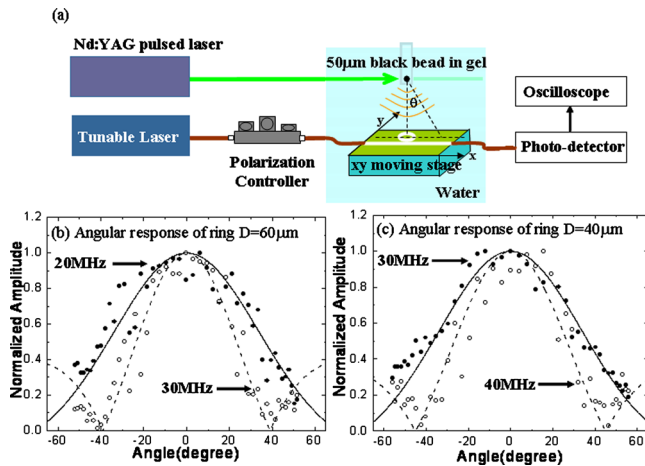 (a)
Nd:YAG pulsed laser
50μm black bead in gel
θ
Oscilloscope
y
Tunable Laser
Photo-detector
Polarization
Controller
xy moving stage
x
Water
(b) Angular response of ring D=60μm
20MHz
30MHz
Normalized Amplitude
1.2
1.0
0.8
0.6
0.4
0.2
0.0
-60 -40 -20 0 20 40 60
Angle(degree)
(c) Angular response of ring D=40μm
30MHz
40MHz
Normalized Amplitude
1.2
1.0
0.8
0.6
0.4
0.2
0.0
-60 -40 -20 0 20 40 60
Angle(degree)